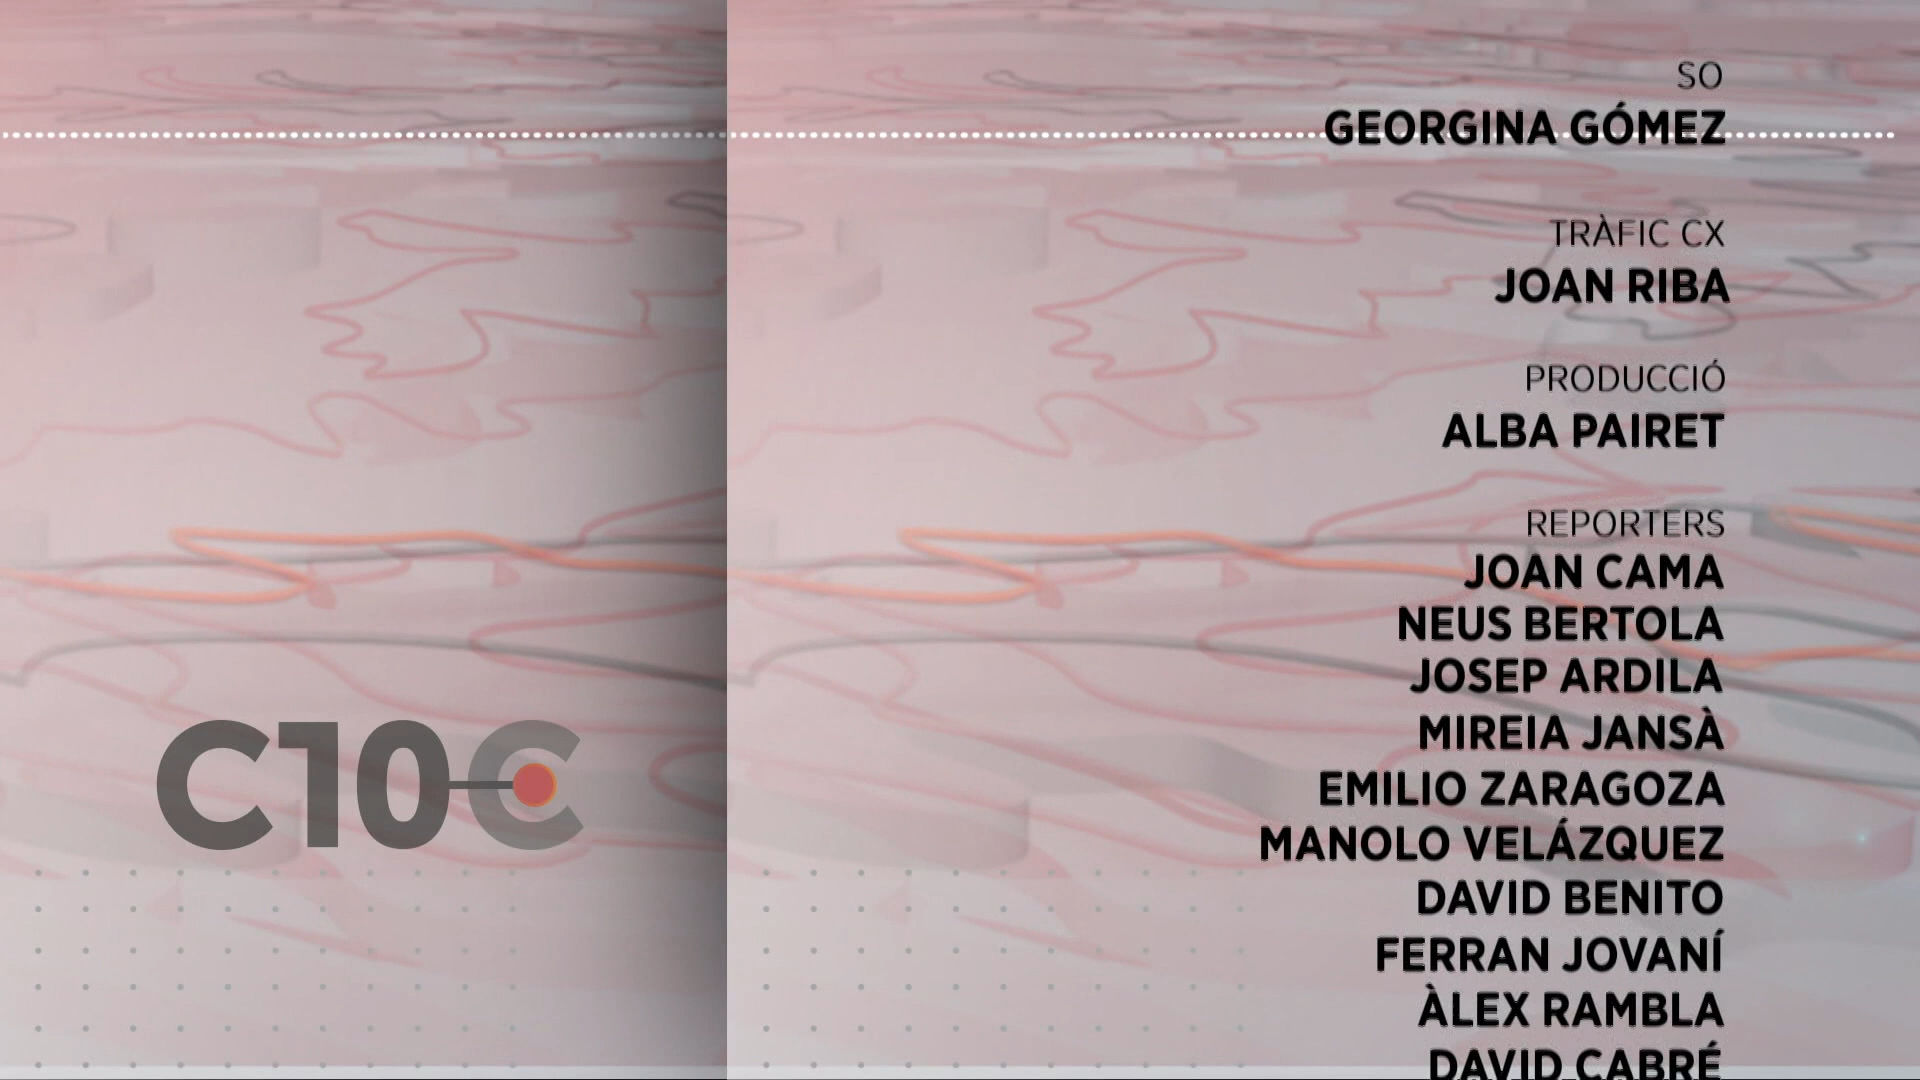 SO
GEORGINA GÓMEZ
TRÀFIC CX
JOAN RIBA
PRODUCCIÓ
ALBA PAIRET
REPORTERS
JOAN CAMA
NEUS BERTOLA
JOSEP ARDILA
MIREIA JANSÀ
EMILIO ZARAGOZA
MANOLO VELÁZQUEZ
DAVID BENITO
FERRAN JOVANÍ
ÀLEX RAMBLA
DAVID CABRÉ
C10C